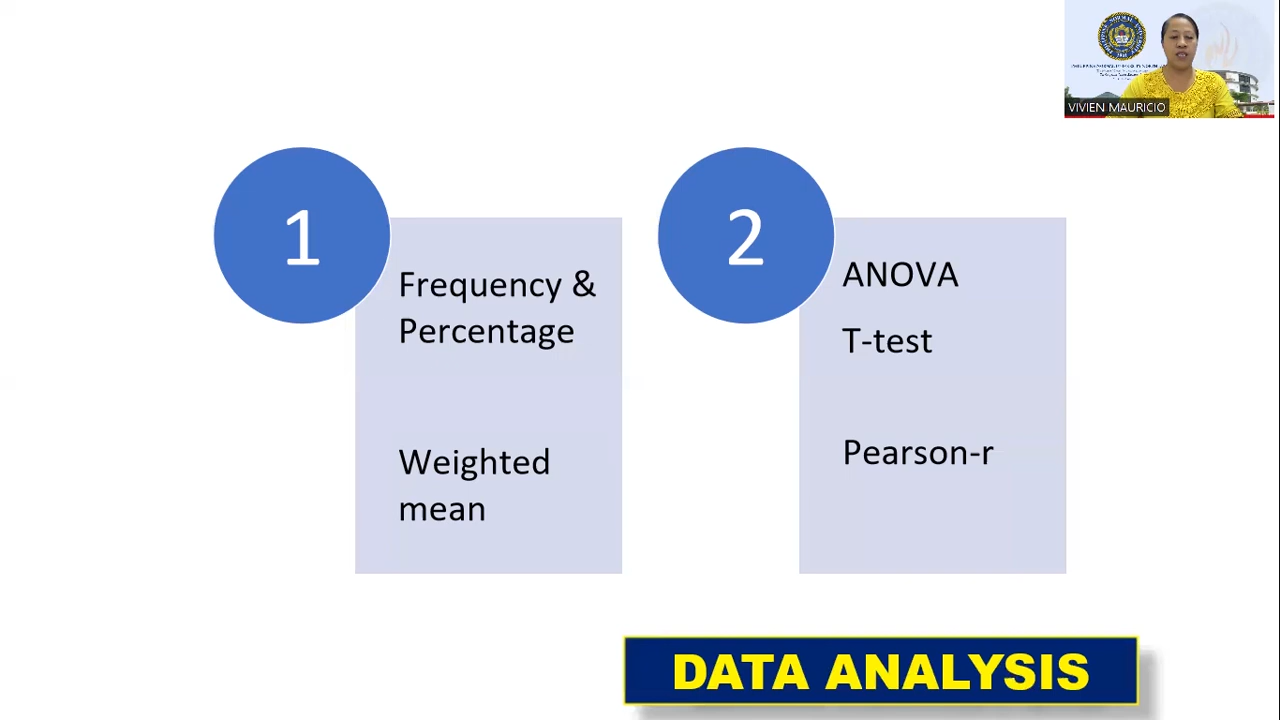 VIVIEN MAURICIO
1
Frequency &
Percentage
Weighted
mean
2
ANOVA
T-test
Pearson-r
DATA ANALYSIS